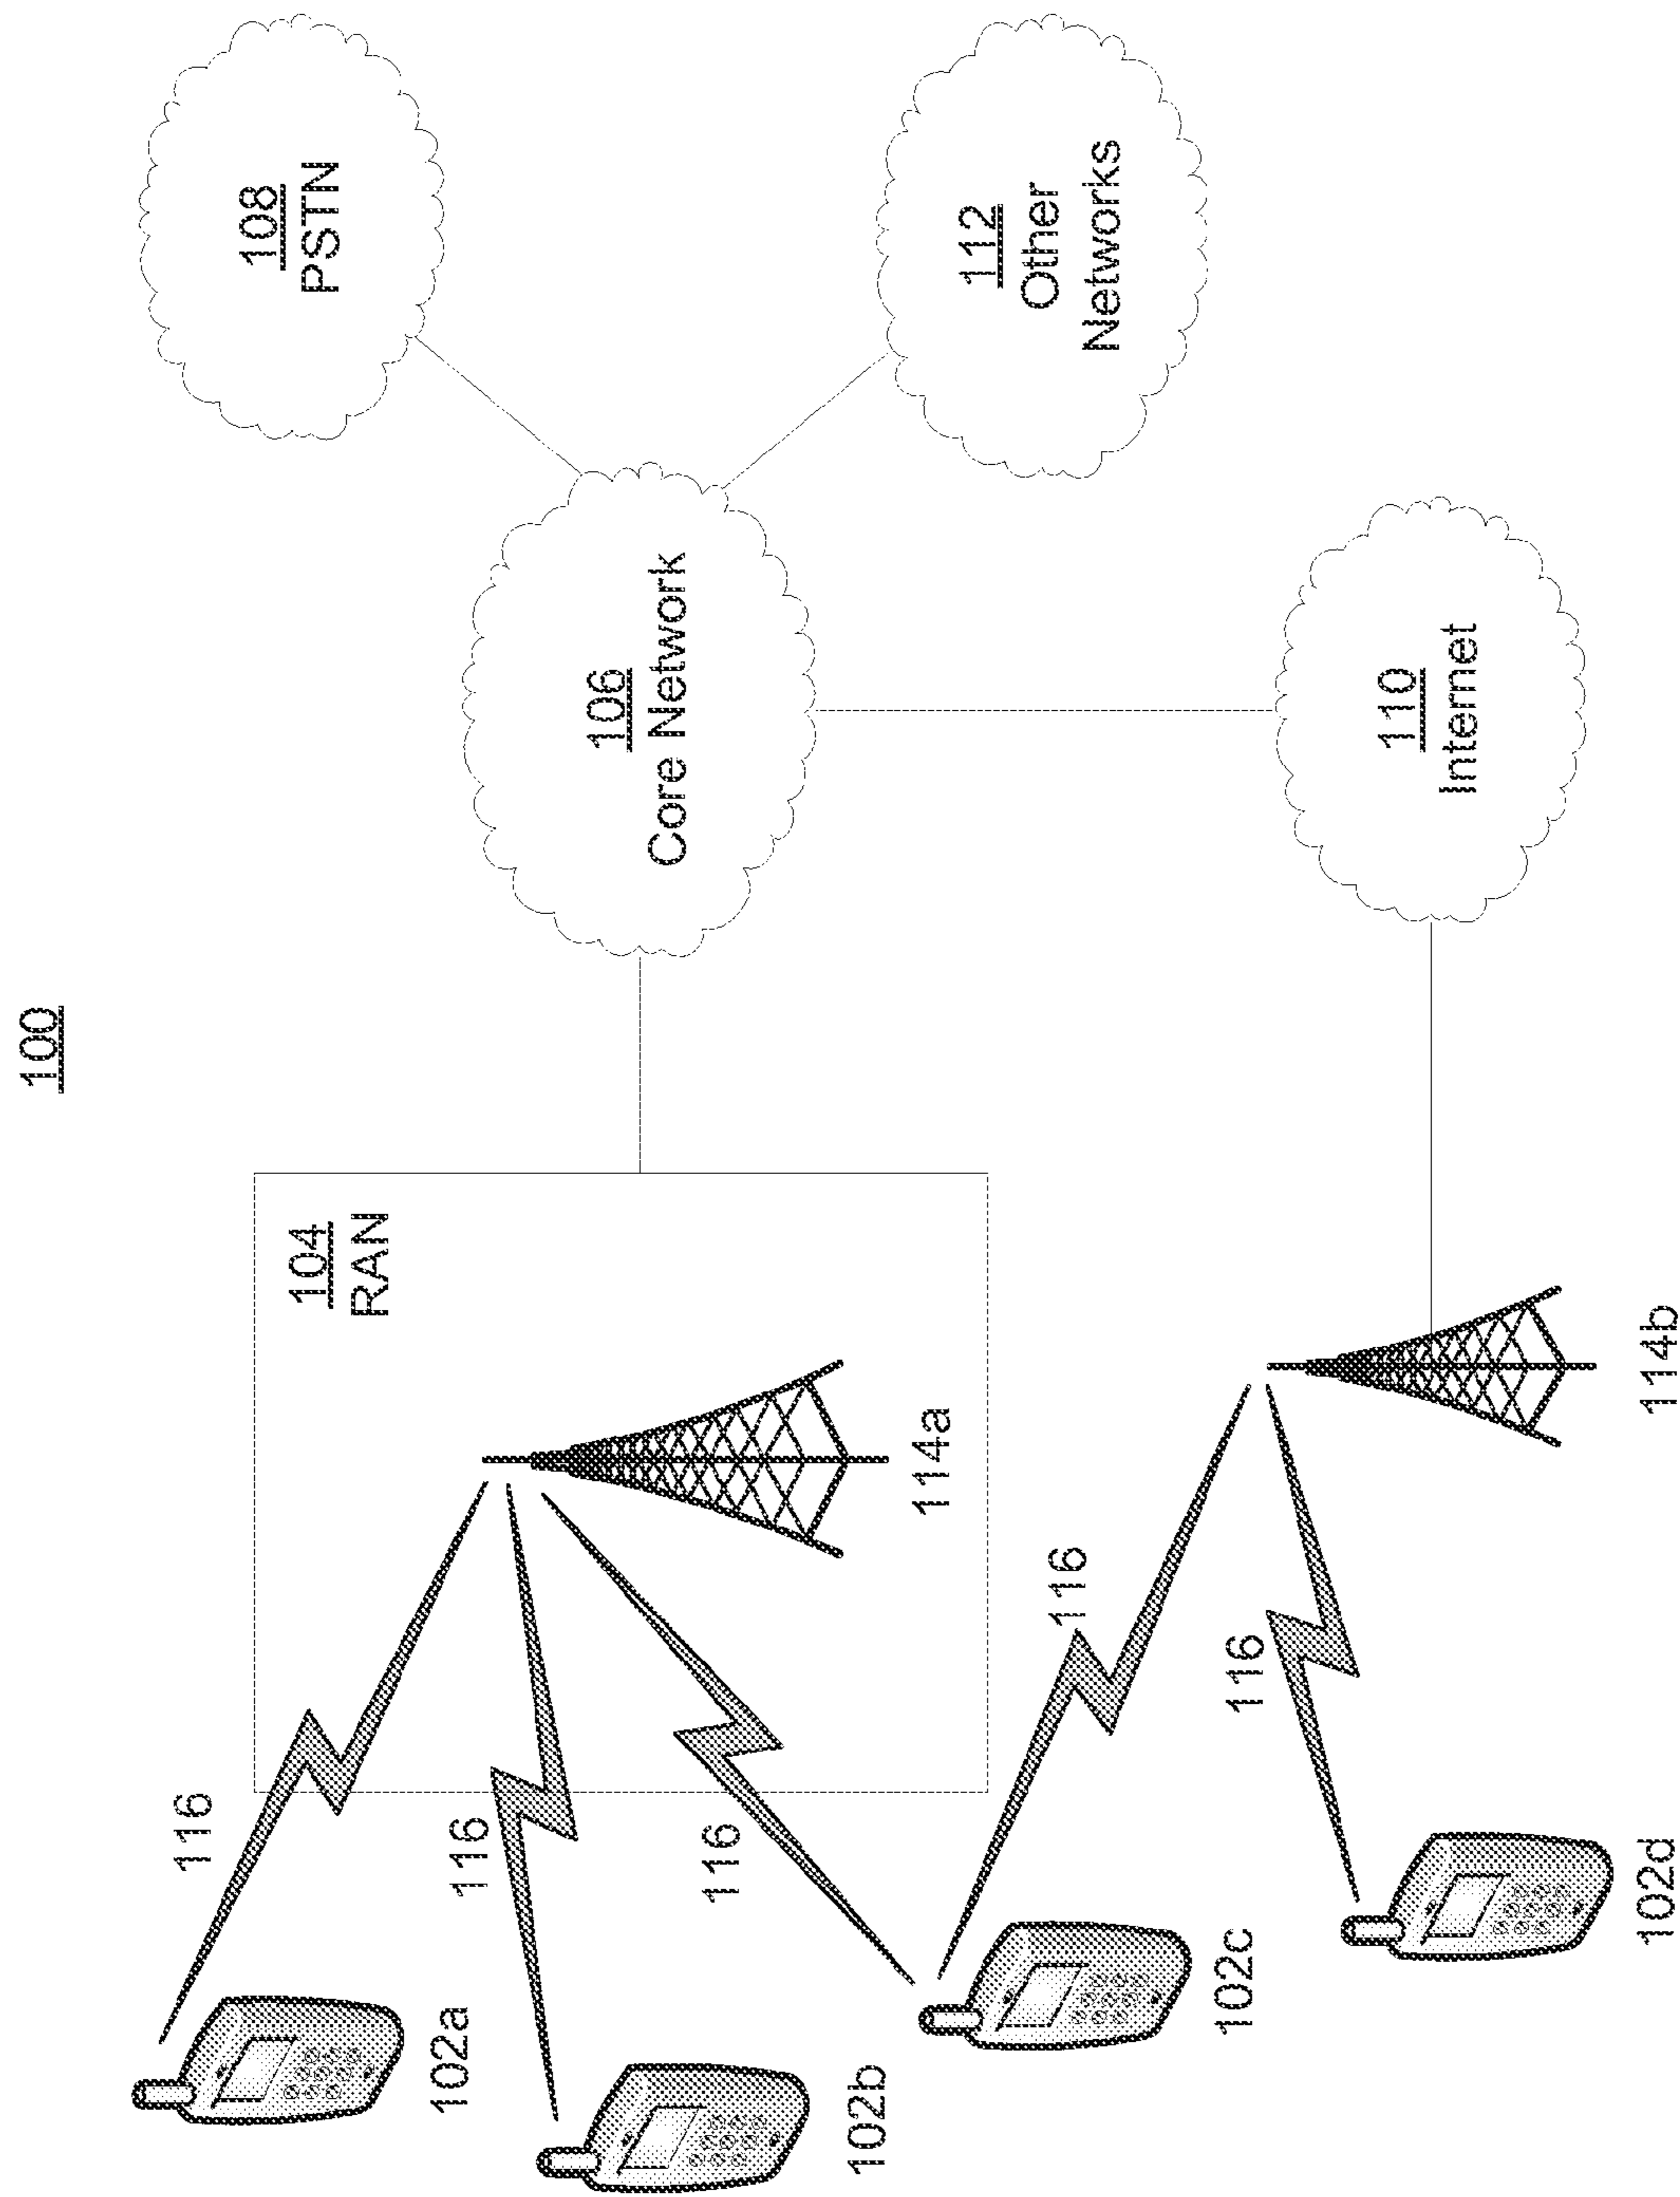 100
108
PSTN
104
RAN
106
Core Network
112
Other
Networks
110
Internet
114a
114b
116
116
116
116
116
102a
102b
102c
102d